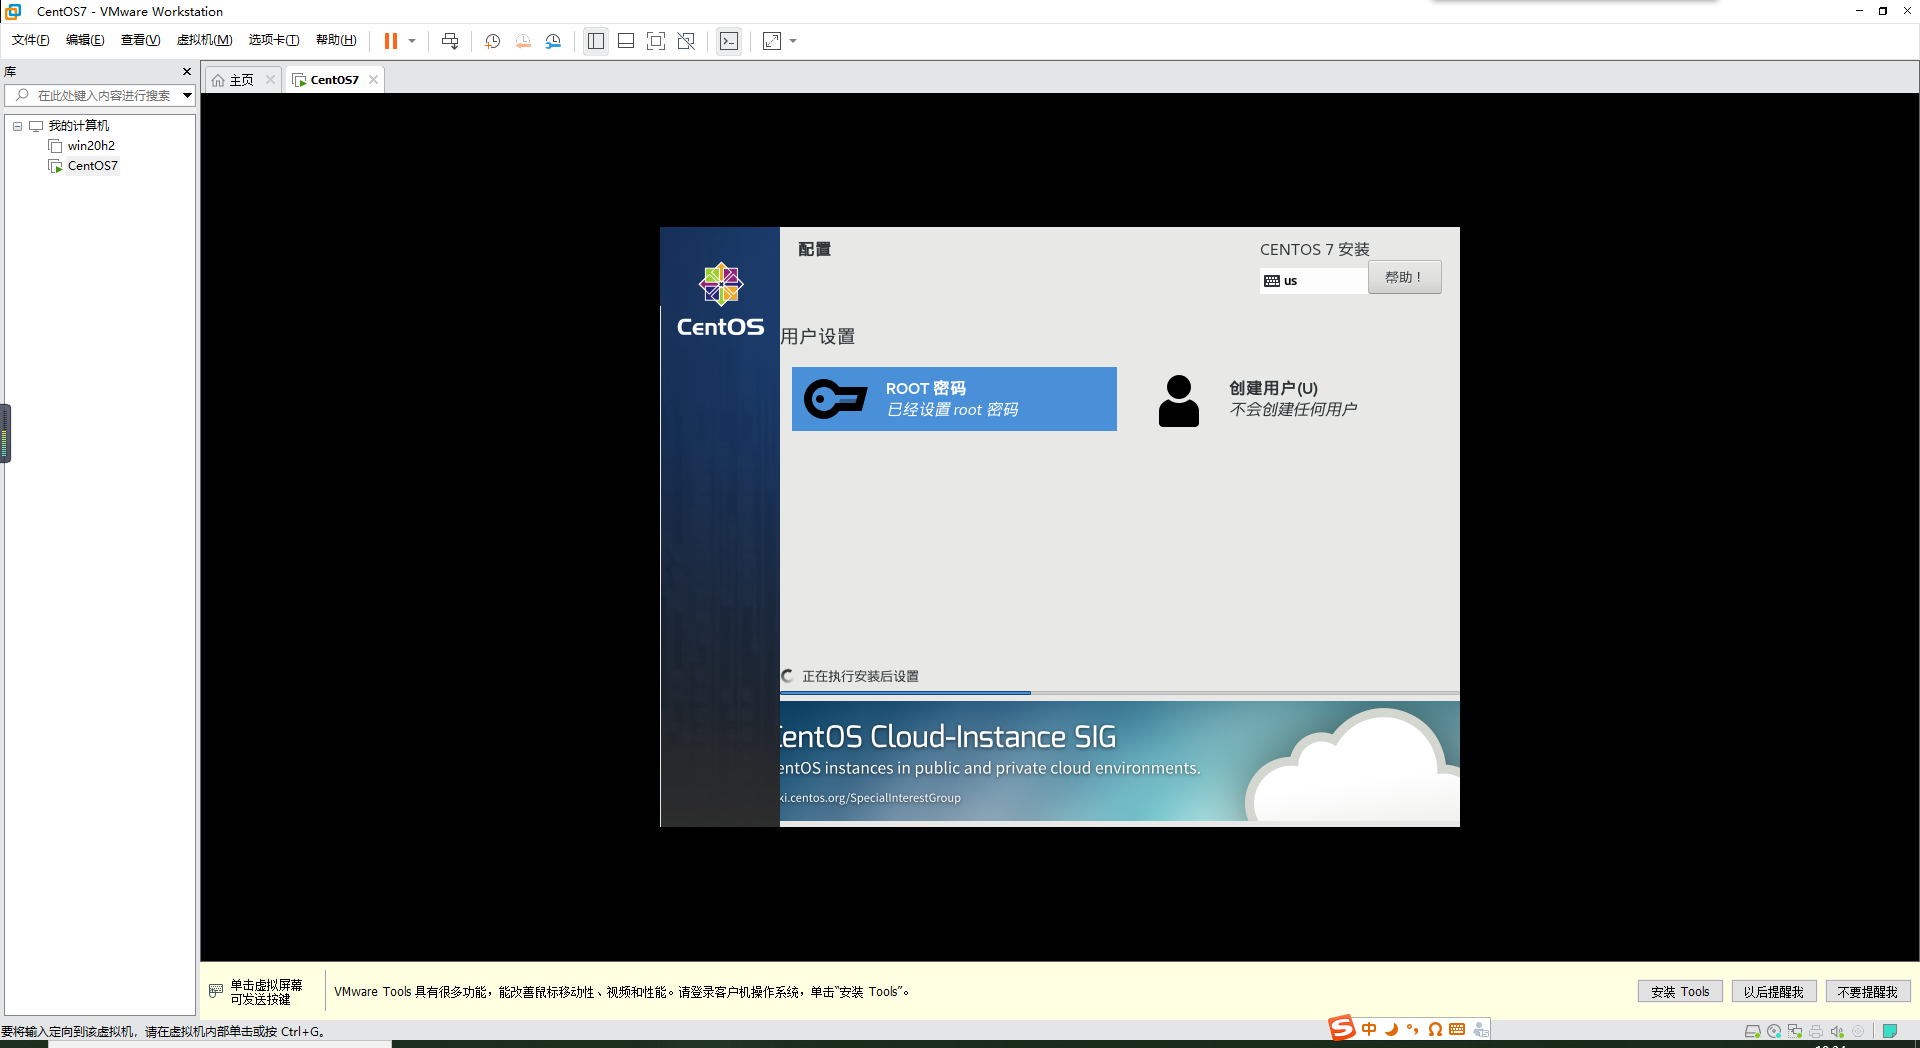 CentOS7 - VMware Workstation
文件(F) 编辑(E) 查看(V) 虚拟机(M) 选项卡(T) 帮助(H)
库
在此处键入内容进行搜索
我的计算机
win20h2
CentOS7
主页
CentOS7
配置
CENTOS 7 安装
us
帮助！
CentOS
用户设置
ROOT 密码
已经设置 root 密码
创建用户(U)
不会创建任何用户
正在执行安装后设置
entOS Cloud-Instance SIG
entOS instances in public and private cloud environments.
ki.centos.org/SpecialInterestGroup
单击虚拟屏幕
可发送按键
VMware Tools 具有很多功能，能改善鼠标移动性、视频和性能。请登录客户机操作系统，单击“安装 Tools”。
安装 Tools
以后提醒我
不要提醒我
要将输入定向到该虚拟机，请在虚拟机内部单击或按 Ctrl+G。
中